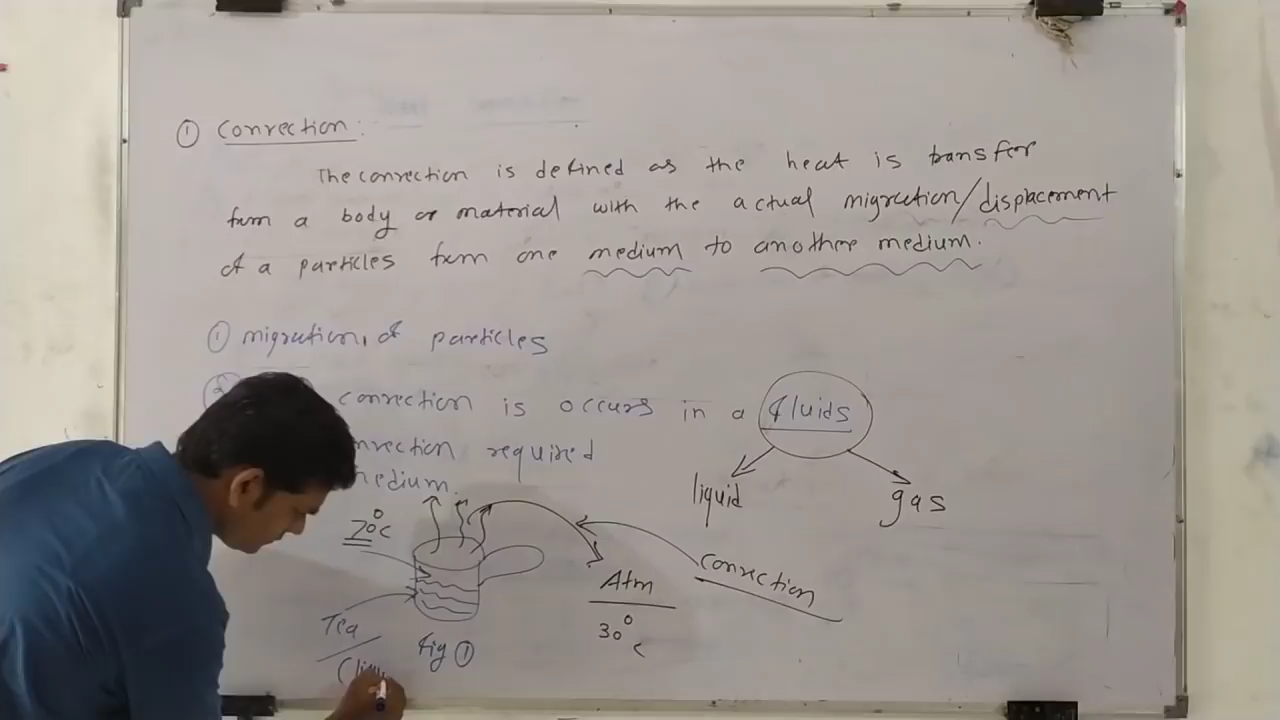 ① Convection:
The convection is defined as the heat is transfer
from a body or material with the actual migration/displacement
of a particles from one medium to another medium.
① migration, of particles
convection is occurs in a fluids
nvection required
medium.
liquid gas
70°C
Convection
Atm
30°C
Tea
Fig ①
(liqu